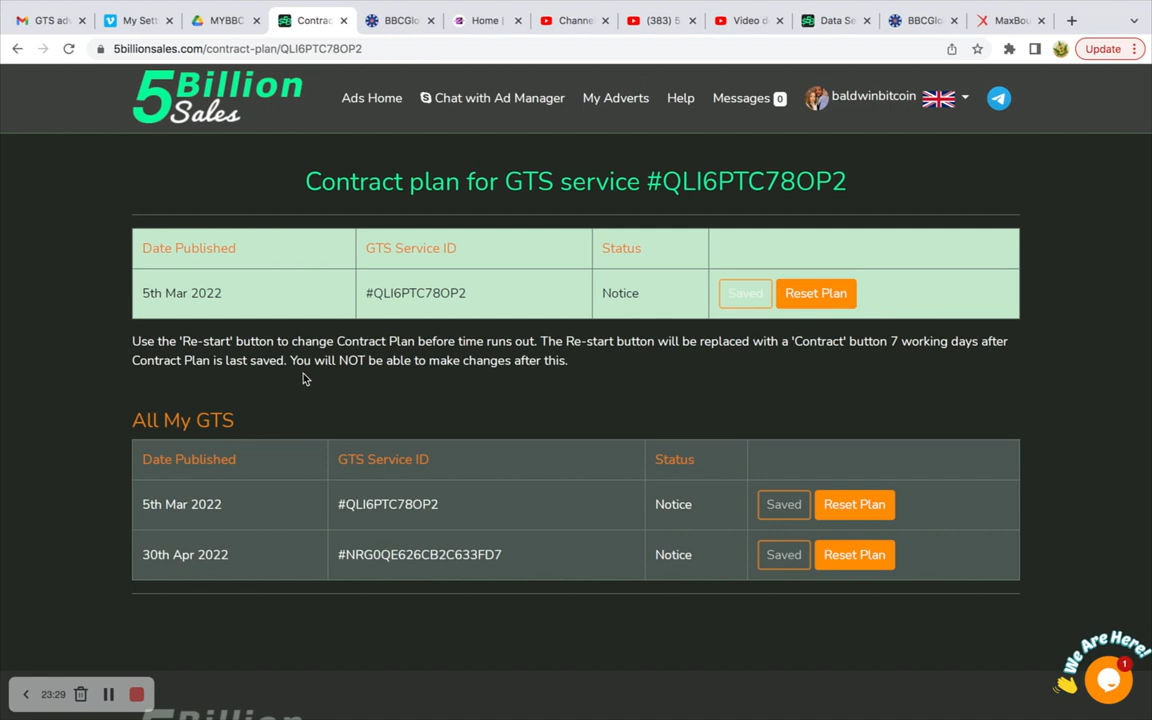 GTS adv
My Sett
MYBBC
Contrac
BBCGlo
Home |
Channe
(383) 5
Video d
Data Se
BBCGlo
MaxBou
5billionsales.com/contract-plan/QLI6PTC78OP2
Update
5Billion
Sales
Ads Home
Chat with Ad Manager
My Adverts
Help
Messages 0
baldwinbitcoin
Contract plan for GTS service #QLI6PTC78OP2
Date Published GTS Service ID Status
5th Mar 2022 #QLI6PTC78OP2 Notice Saved Reset Plan
Use the 'Re-start' button to change Contract Plan before time runs out. The Re-start button will be replaced with a 'Contract' button 7 working days after
Contract Plan is last saved. You will NOT be able to make changes after this.
All My GTS
Date Published GTS Service ID Status
5th Mar 2022 #QLI6PTC78OP2 Notice Saved Reset Plan
30th Apr 2022 #NRG0QE626CB2C633FD7 Notice Saved Reset Plan
We Are Here!
1
23:29
Billion